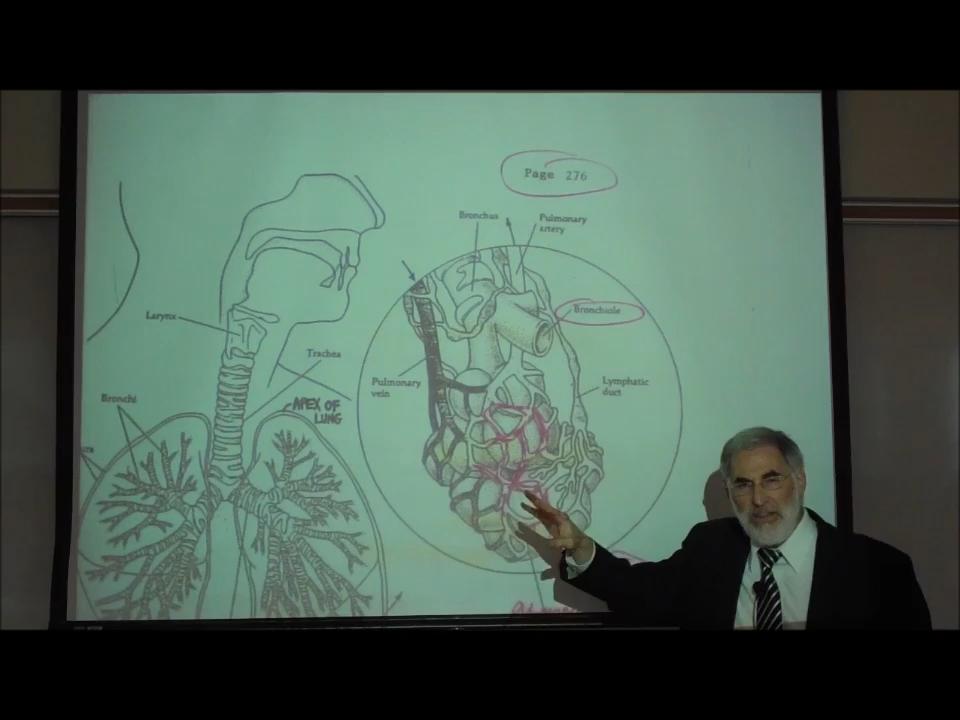 Page 276
Bronchus
Pulmonary
artery
Larynx
Bronchiole
Trachea
Pulmonary
vein
Lymphatic
duct
Bronchi
APEX OF
LUNG